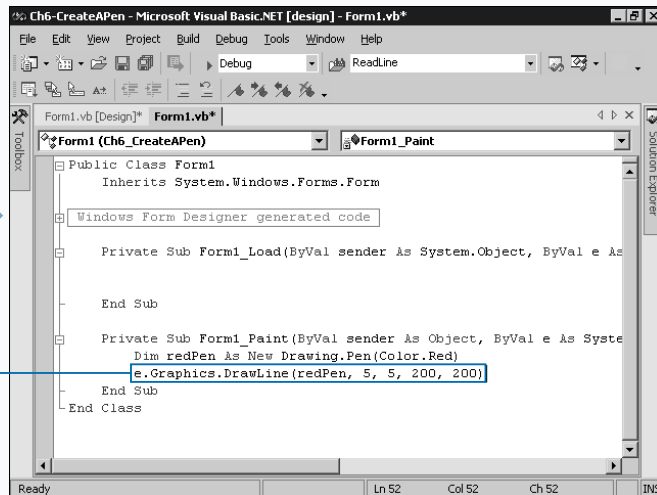 Ch6-CreateAPen - Microsoft Visual Basic.NET [design] - Form1.vb*
File Edit View Project Build Debug Tools Window Help
Debug ReadLine
Form1.vb [Design]* Form1.vb*
Toolbox
Solution Explorer
Form1 (Ch6_CreateAPen) Form1_Paint
Public Class Form1
Inherits System.Windows.Forms.Form
Windows Form Designer generated code
Private Sub Form1_Load(ByVal sender As System.Object, ByVal e As
End Sub
Private Sub Form1_Paint(ByVal sender As Object, ByVal e As Syste
Dim redPen As New Drawing.Pen(Color.Red)
e.Graphics.DrawLine(redPen, 5, 5, 200, 200)
End Sub
End Class
Ready Ln 52 Col 52 Ch 52 INS